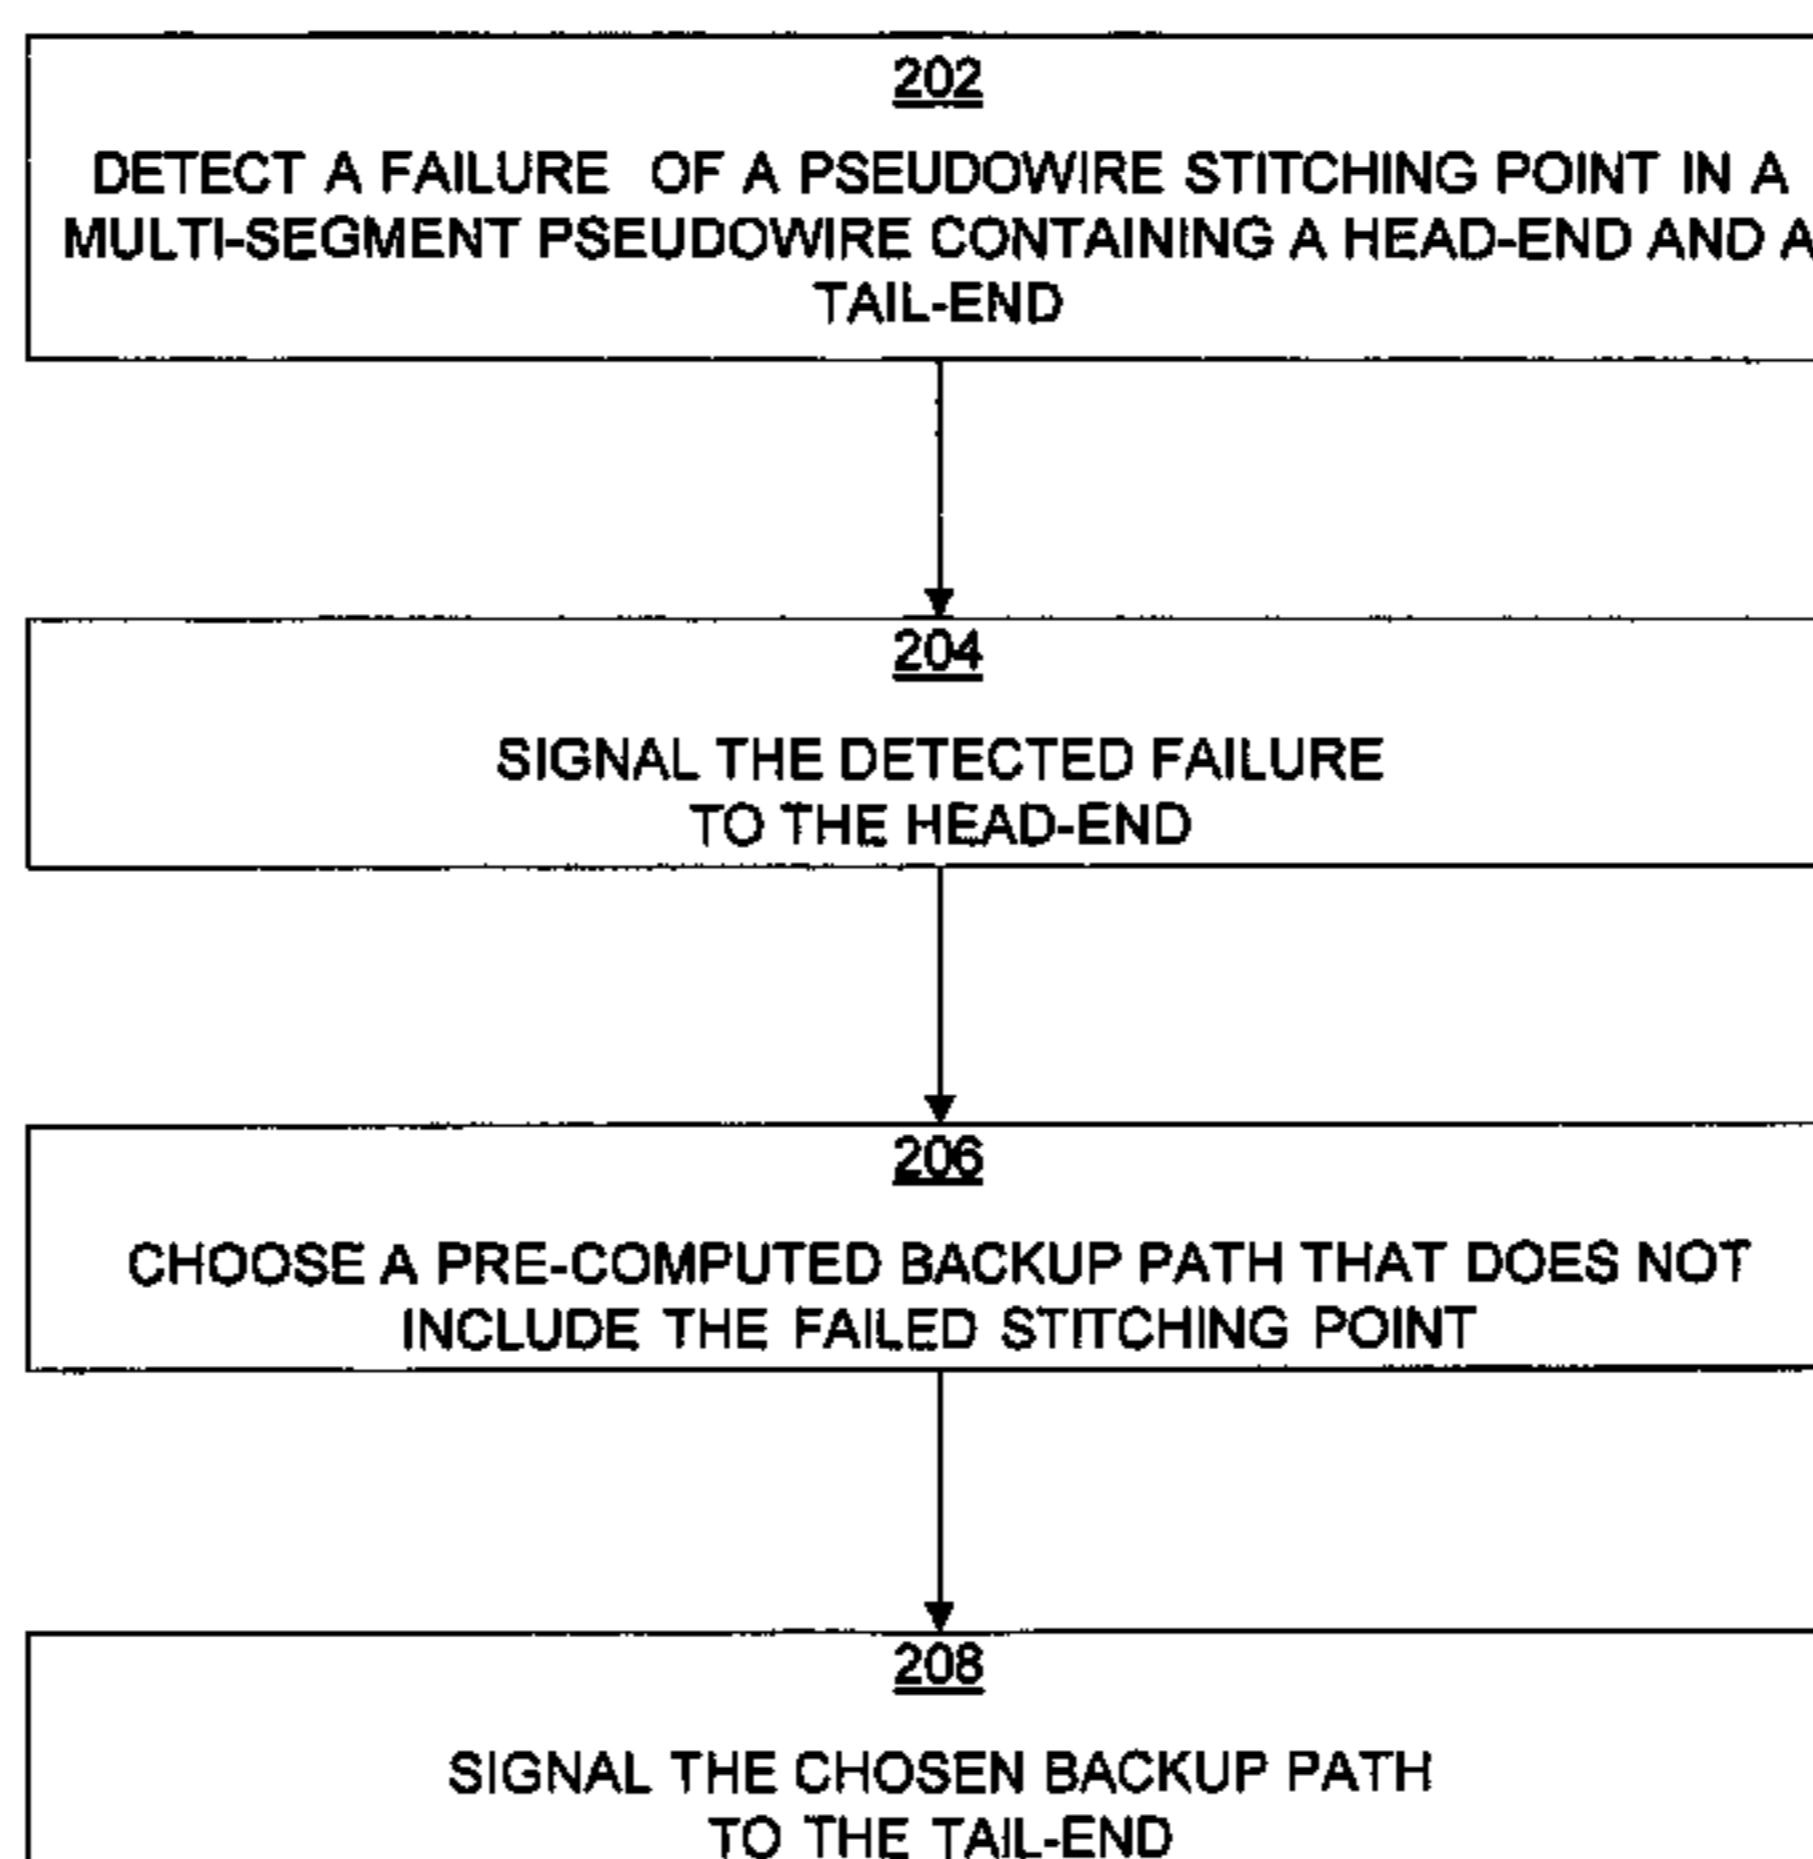 202
DETECT A FAILURE OF A PSEUDOWIRE STITCHING POINT IN A
MULTI-SEGMENT PSEUDOWIRE CONTAINING A HEAD-END AND A
TAIL-END
204
SIGNAL THE DETECTED FAILURE
TO THE HEAD-END
206
CHOOSE A PRE-COMPUTED BACKUP PATH THAT DOES NOT
INCLUDE THE FAILED STITCHING POINT
208
SIGNAL THE CHOSEN BACKUP PATH
TO THE TAIL-END